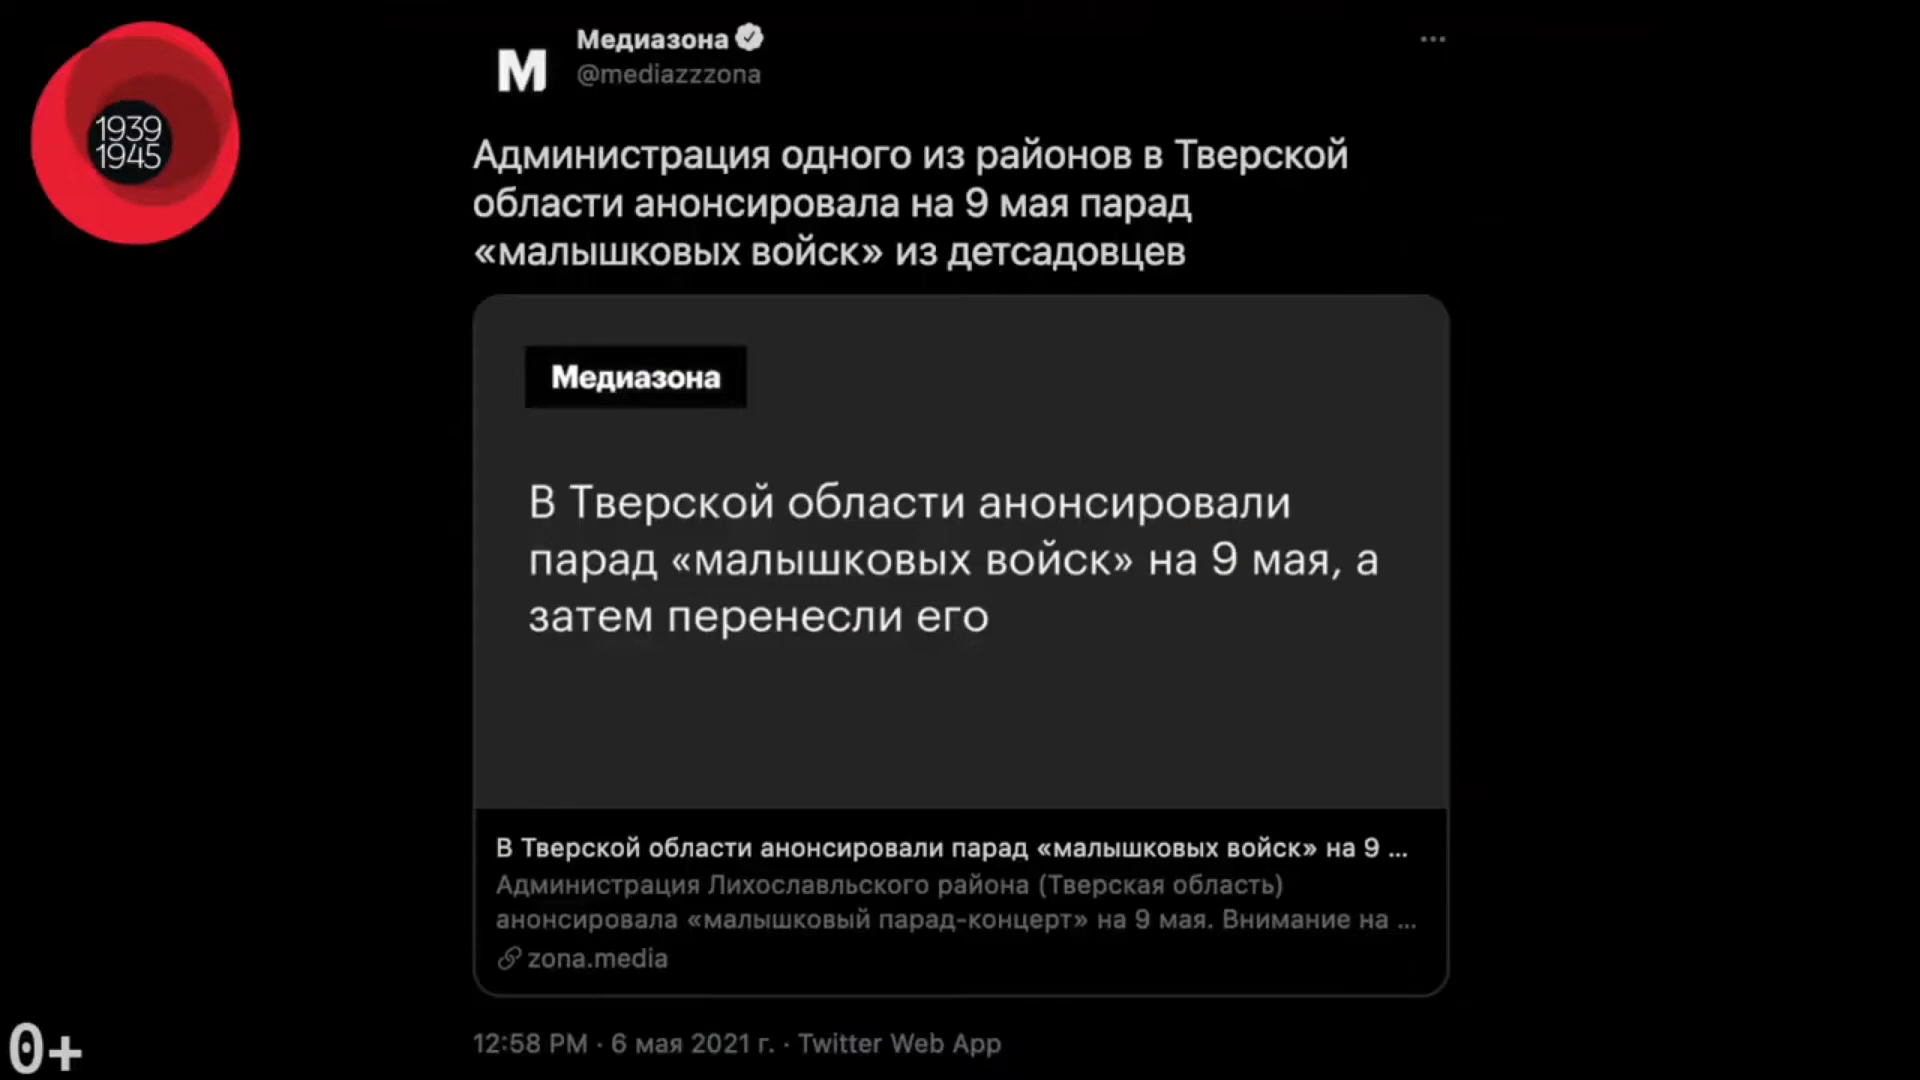 1939
1945
Медиазона
@mediazzzona
M
Администрация одного из районов в Тверской
области анонсировала на 9 мая парад
«малышковых войск» из детсадовцев
Медиазона
В Тверской области анонсировали
парад «малышковых войск» на 9 мая, а
затем перенесли его
В Тверской области анонсировали парад «малышковых войск» на 9 ...
Администрация Лихославльского района (Тверская область)
анонсировала «малышковый парад-концерт» на 9 мая. Внимание на ...
zona.media
12:58 PM · 6 мая 2021 г. · Twitter Web App
0+